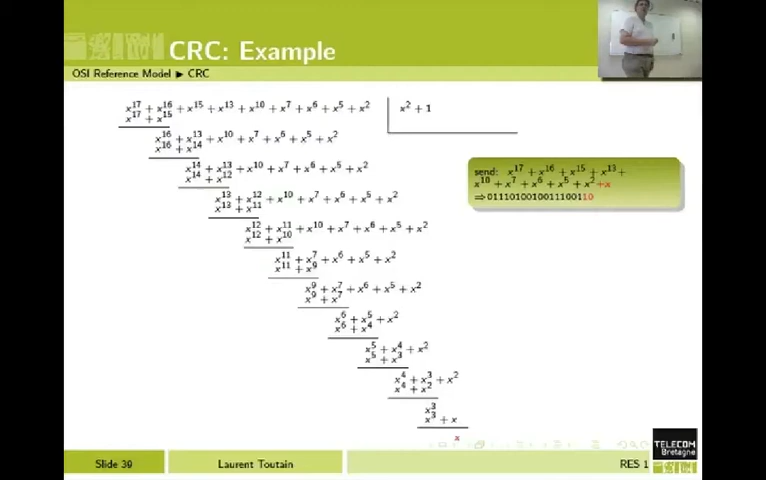 CRC: Example
OSI Reference Model ▶ CRC
x^17 + x^16 + x^15 + x^13 + x^10 + x^7 + x^6 + x^5 + x^2
x^2 + 1
x^17 + x^15
x^16 + x^13 + x^10 + x^7 + x^6 + x^5 + x^2
x^16 + x^14
x^14 + x^13 + x^10 + x^7 + x^6 + x^5 + x^2
x^14 + x^12
x^13 + x^12 + x^10 + x^7 + x^6 + x^5 + x^2
x^13 + x^11
x^12 + x^11 + x^10 + x^7 + x^6 + x^5 + x^2
x^12 + x^10
x^11 + x^7 + x^6 + x^5 + x^2
x^11 + x^9
x^9 + x^7 + x^6 + x^5 + x^2
x^9 + x^7
x^6 + x^5 + x^2
x^6 + x^4
x^5 + x^4 + x^2
x^5 + x^3
x^4 + x^3 + x^2
x^4 + x^2
x^3
x^3 + x
x
send: x^17 + x^16 + x^15 + x^13 +
x^10 + x^7 + x^6 + x^5 + x^2 +x
⇒ 011101001001110011​0
TELECOM
Bretagne
Slide 39
Laurent Toutain
RES 1